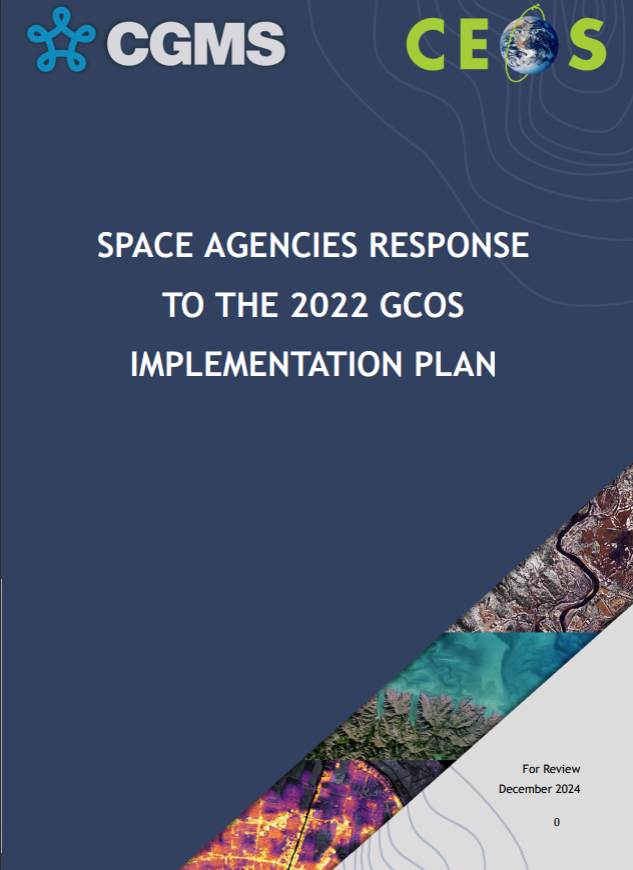 CGMS
CEOS
SPACE AGENCIES RESPONSE
TO THE 2022 GCOS
IMPLEMENTATION PLAN
For Review
December 2024
0